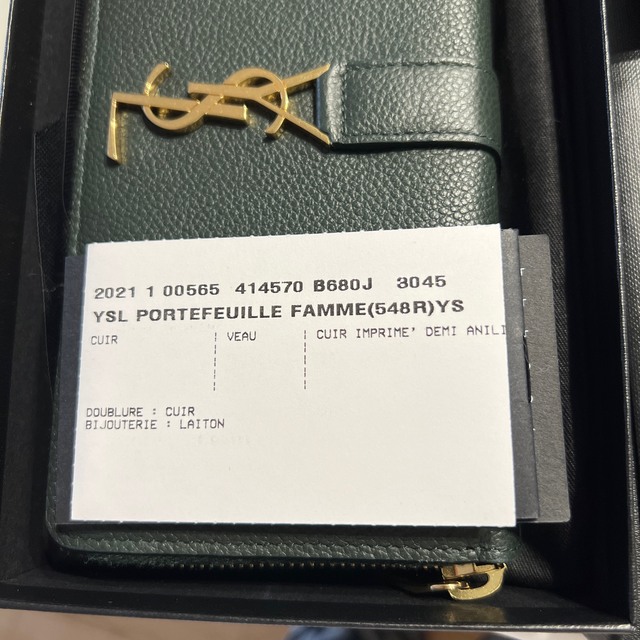 YSL
2021 1 00565 414570 B680J 3045
YSL PORTEFEUILLE FAMME(548R)YS
CUIR VEAU CUIR IMPRIME' DEMI ANILI
DOUBLURE : CUIR
BIJOUTERIE : LAITON